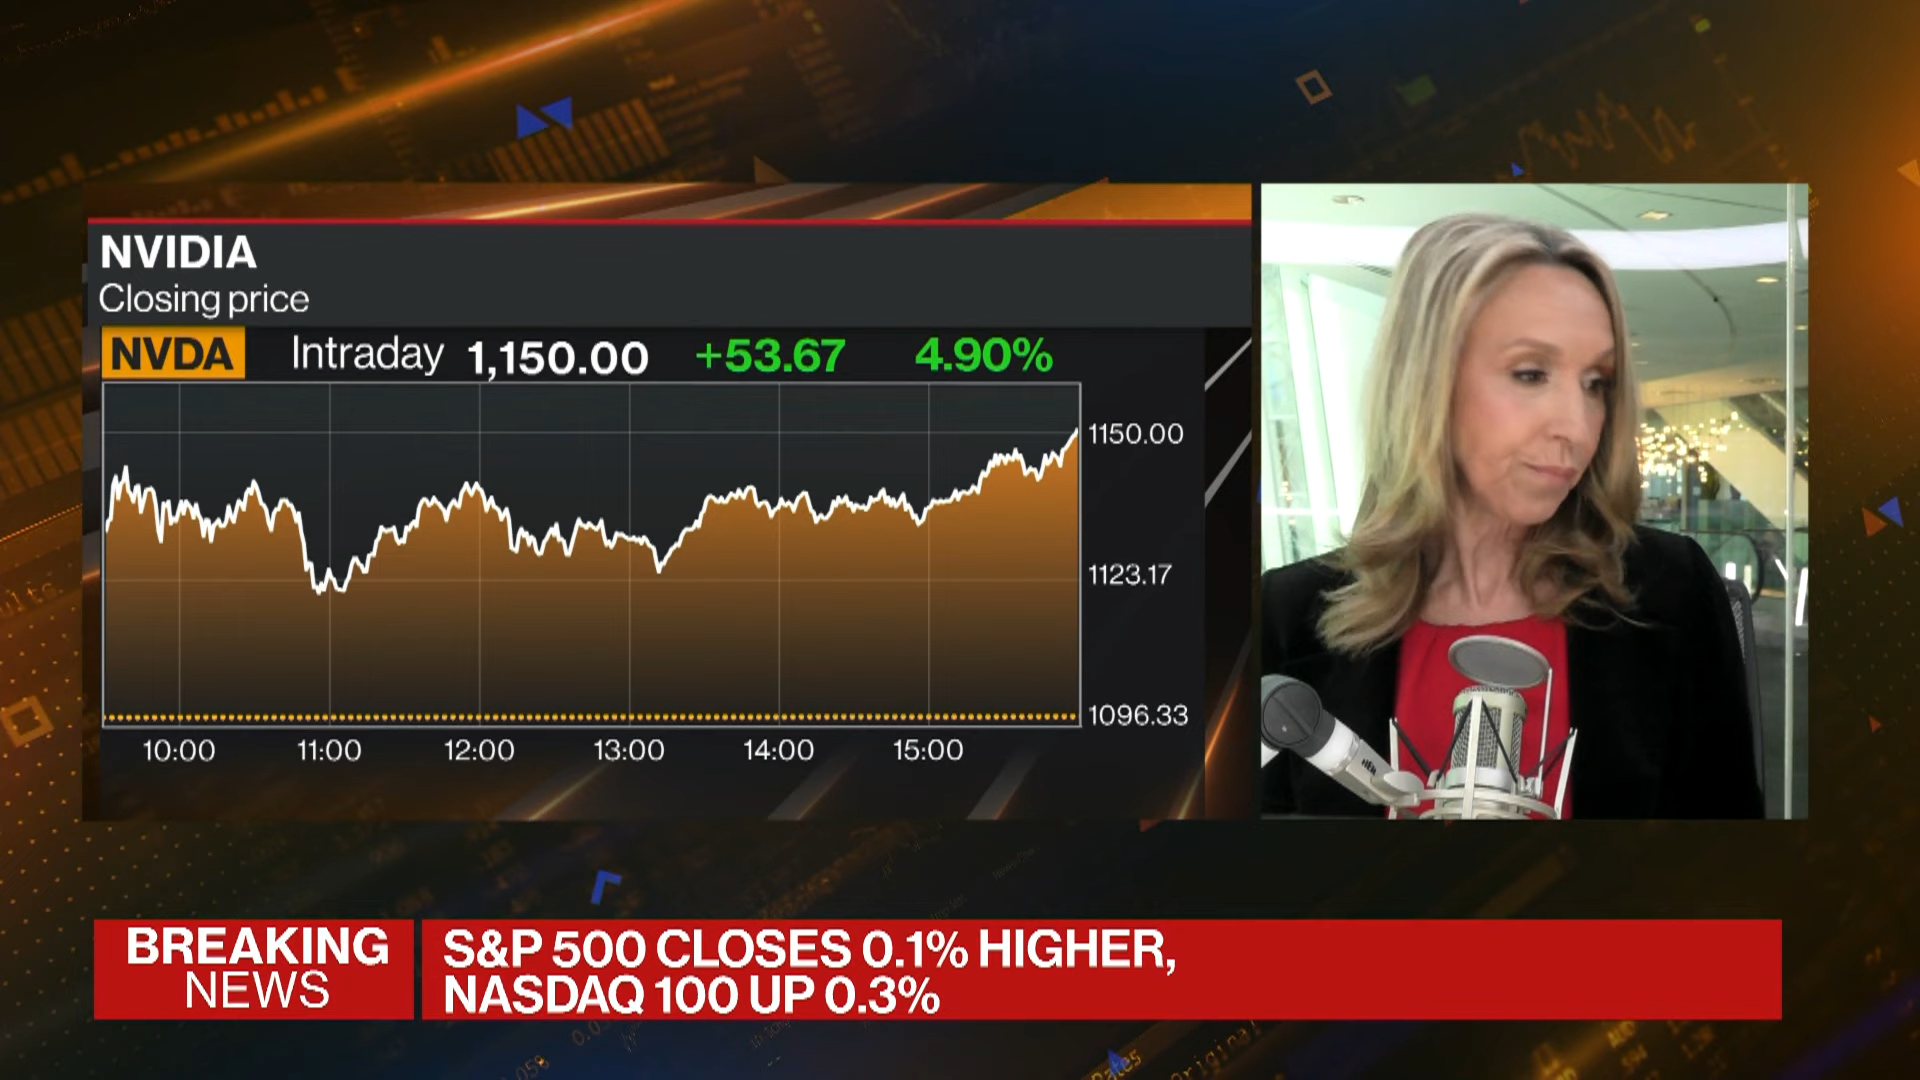 NVIDIA
Closing price
NVDA Intraday 1,150.00 +53.67 4.90%
1150.00
1123.17
1096.33
10:00 11:00 12:00 13:00 14:00 15:00
BREAKING
NEWS
S&P 500 CLOSES 0.1% HIGHER,
NASDAQ 100 UP 0.3%